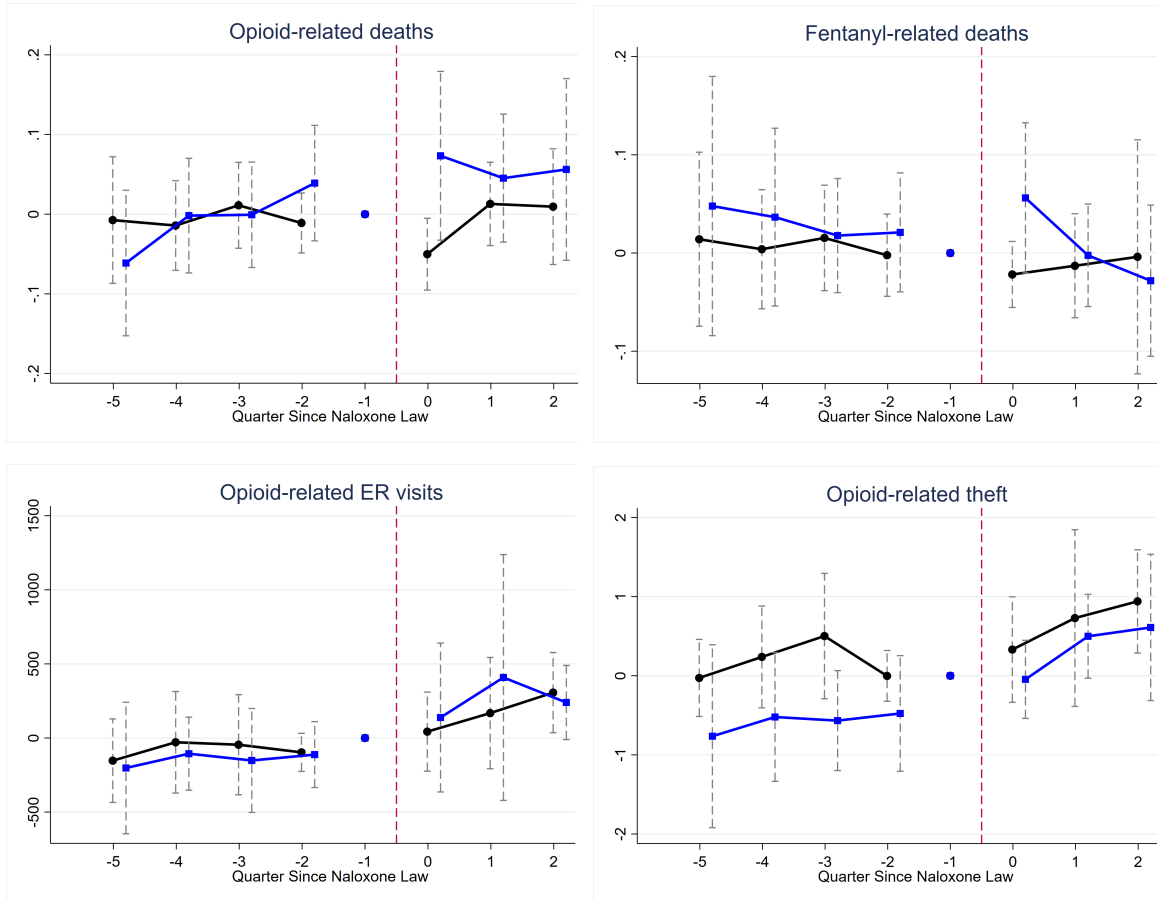 Opioid-related deaths
.2
.1
0
-.1
-.2
-5 -4 -3 -2 -1 0 1 2
Quarter Since Naloxone Law
Fentanyl-related deaths
.2
.1
0
-.1
-5 -4 -3 -2 -1 0 1 2
Quarter Since Naloxone Law
Opioid-related ER visits
1500
1000
500
0
-500
-5 -4 -3 -2 -1 0 1 2
Quarter Since Naloxone Law
Opioid-related theft
2
1
0
-1
-2
-5 -4 -3 -2 -1 0 1 2
Quarter Since Naloxone Law